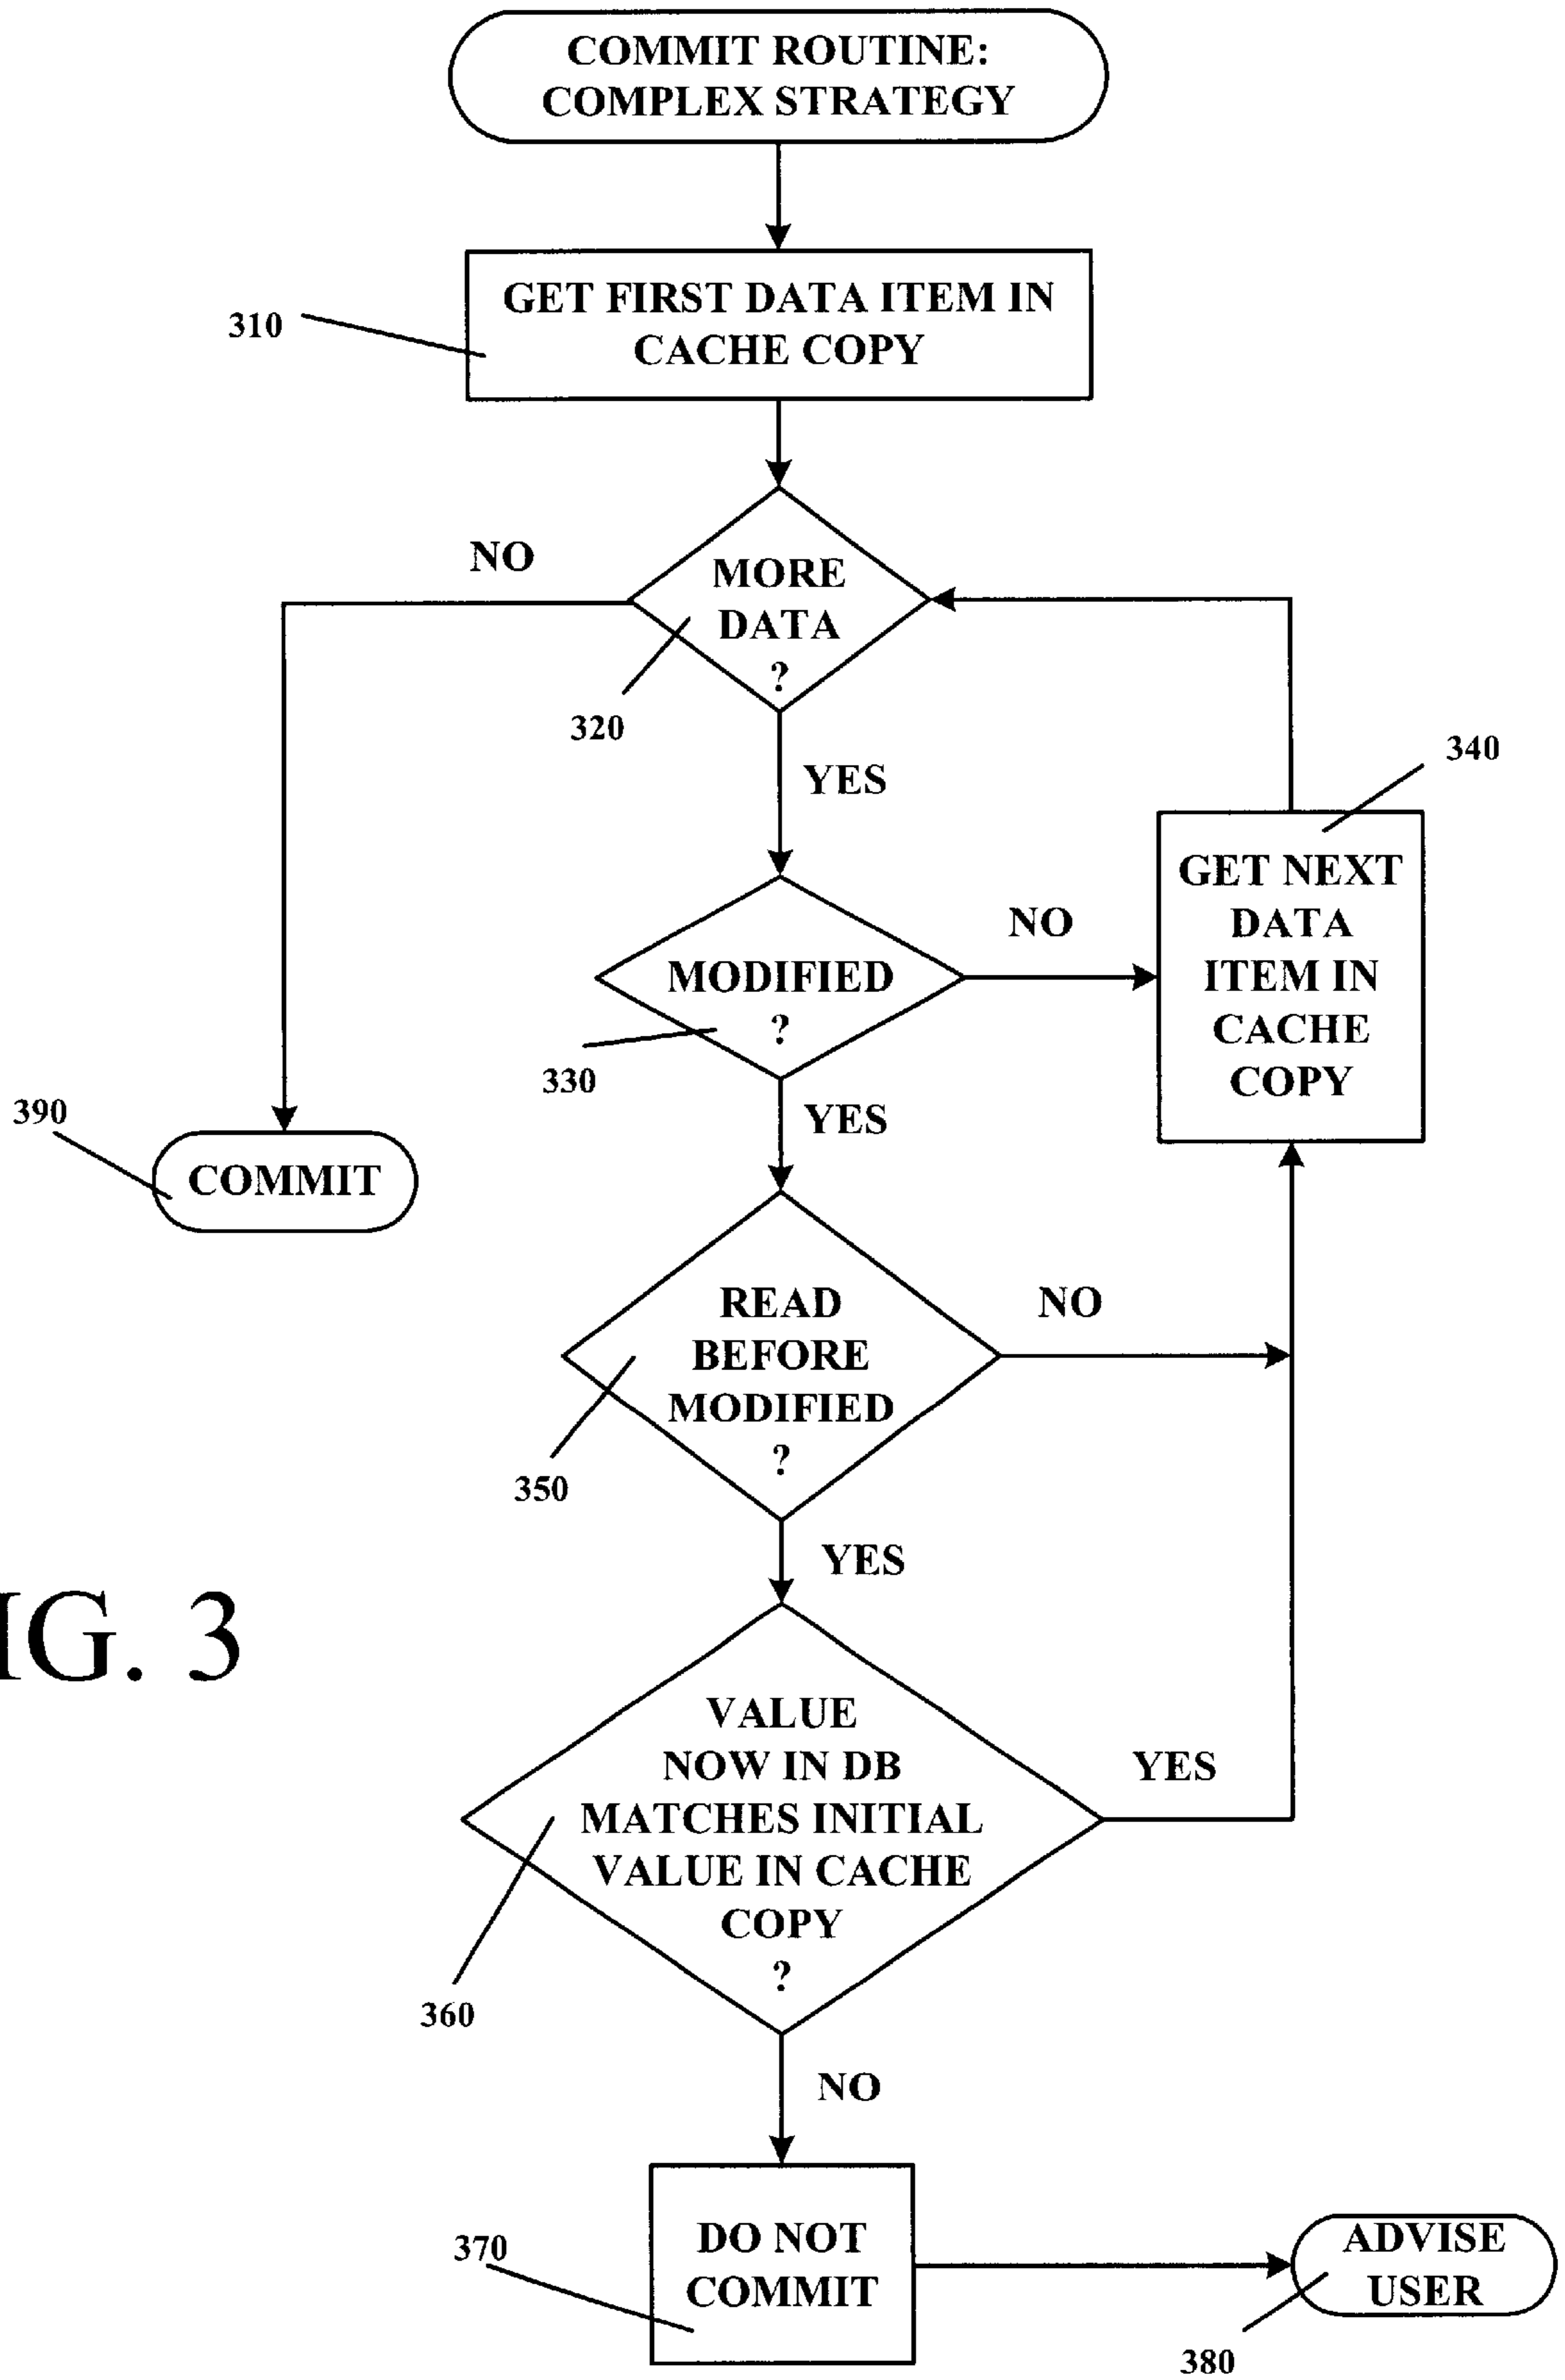 COMMIT ROUTINE:
COMPLEX STRATEGY
GET FIRST DATA ITEM IN
CACHE COPY
310
NO
MORE
DATA
?
320
YES
340
GET NEXT
DATA
ITEM IN
CACHE
COPY
NO
MODIFIED
?
330
YES
390
COMMIT
READ
BEFORE
MODIFIED
?
NO
350
YES
IG. 3
VALUE
NOW IN DB
MATCHES INITIAL
VALUE IN CACHE
COPY
?
YES
360
NO
370
DO NOT
COMMIT
ADVISE
USER
380